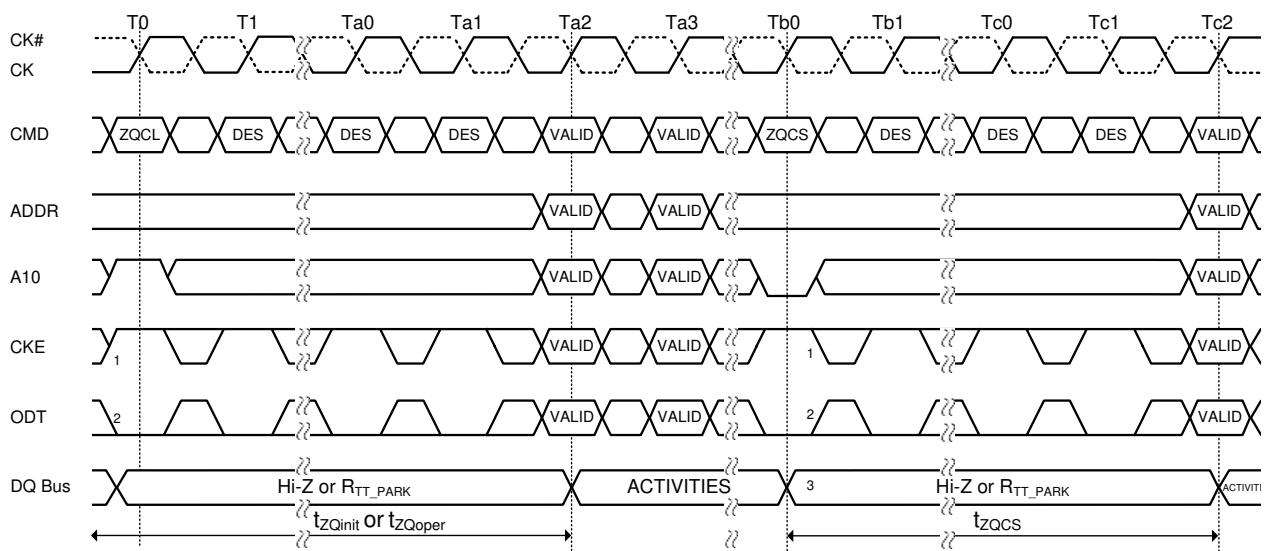 T0 T1 Ta0 Ta1 Ta2 Ta3 Tb0 Tb1 Tc0 Tc1 Tc2
CK#
CK
CMD ZQCL DES DES DES VALID VALID ZQCS DES DES DES VALID
ADDR VALID VALID VALID
A10 VALID VALID VALID
CKE 1 VALID VALID 1 VALID
ODT 2 VALID VALID 2 VALID
DQ Bus Hi-Z or RTT_PARK ACTIVITIES 3 Hi-Z or RTT_PARK ACTIVITI
tZQinit or tZQoper tZQCS